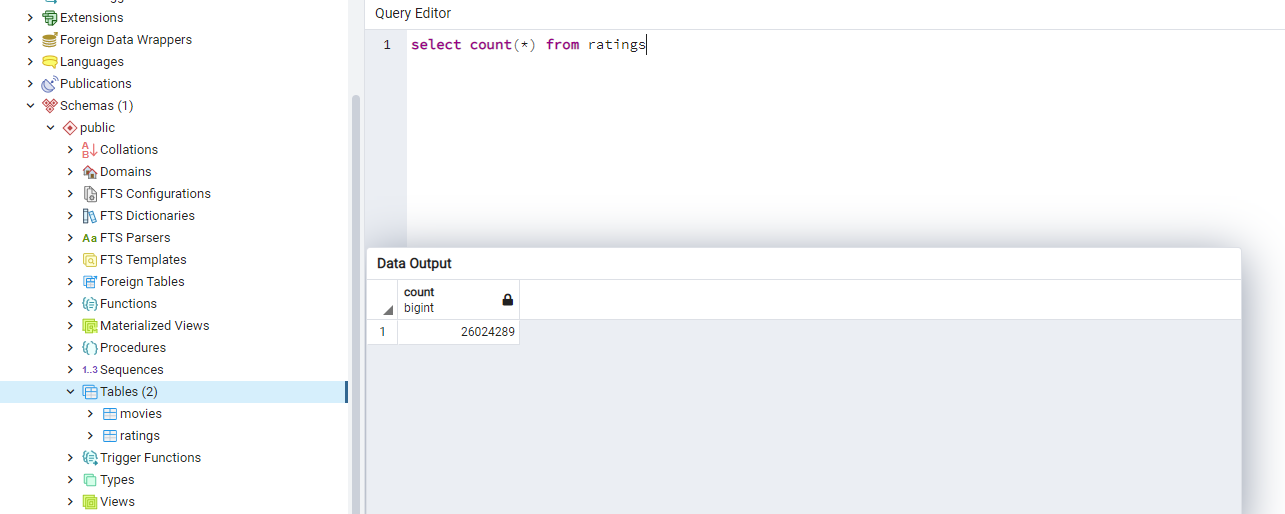 Extensions
Foreign Data Wrappers
Languages
Publications
Schemas (1)
public
Collations
Domains
FTS Configurations
FTS Dictionaries
Aa FTS Parsers
FTS Templates
Foreign Tables
Functions
Materialized Views
Procedures
1..3 Sequences
Tables (2)
movies
ratings
Trigger Functions
Types
Views
Query Editor
1 select count(*) from ratings
Data Output
count
bigint
1 26024289